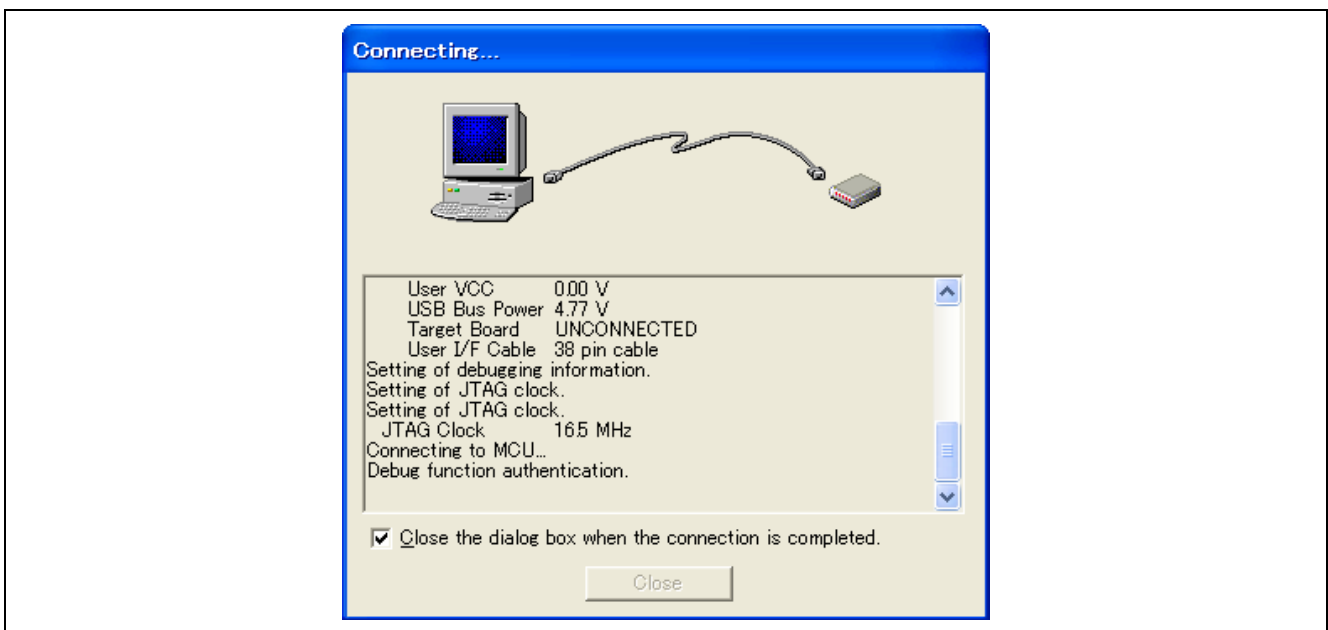 Connecting...
User VCC 0.00 V
USB Bus Power 4.77 V
Target Board UNCONNECTED
User I/F Cable 38 pin cable
Setting of debugging information.
Setting of JTAG clock.
Setting of JTAG clock.
JTAG Clock 16.5 MHz
Connecting to MCU...
Debug function authentication.
Close the dialog box when the connection is completed.
Close